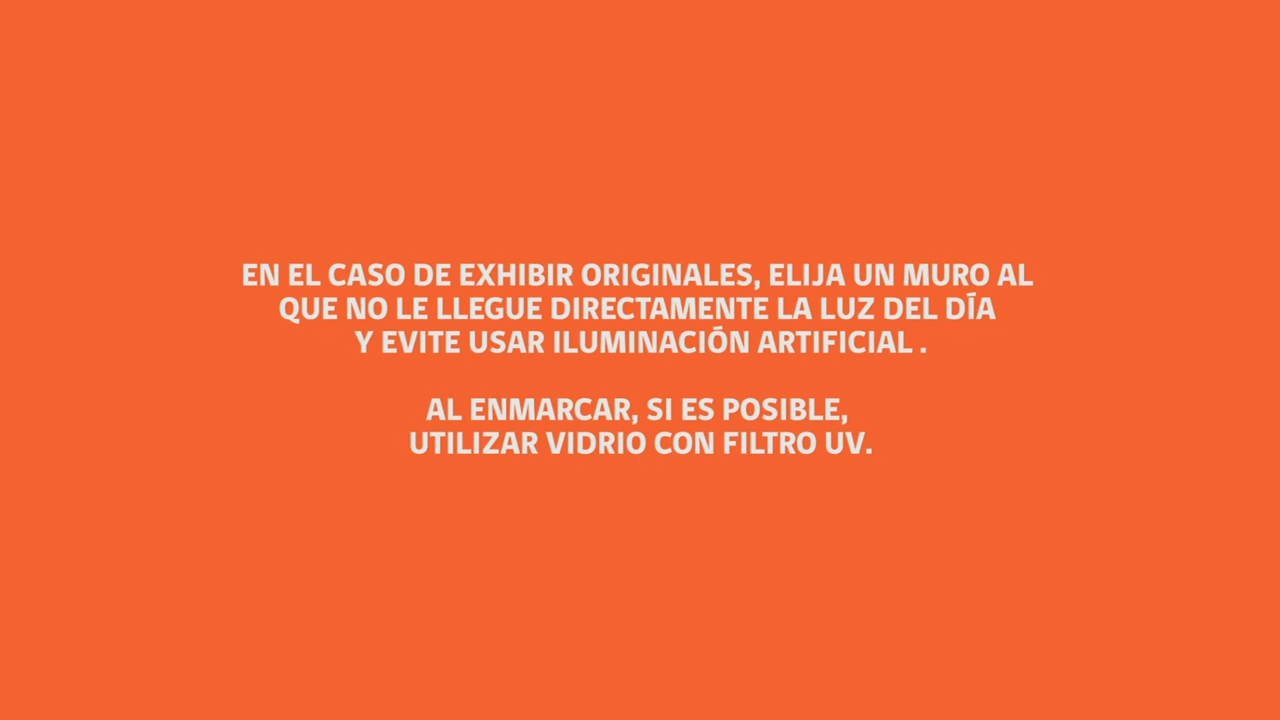 EN EL CASO DE EXHIBIR ORIGINALES, ELIJA UN MURO AL
QUE NO LE LLEGUE DIRECTAMENTE LA LUZ DEL DÍA
Y EVITE USAR ILUMINACIÓN ARTIFICIAL .
AL ENMARCAR, SI ES POSIBLE,
UTILIZAR VIDRIO CON FILTRO UV.